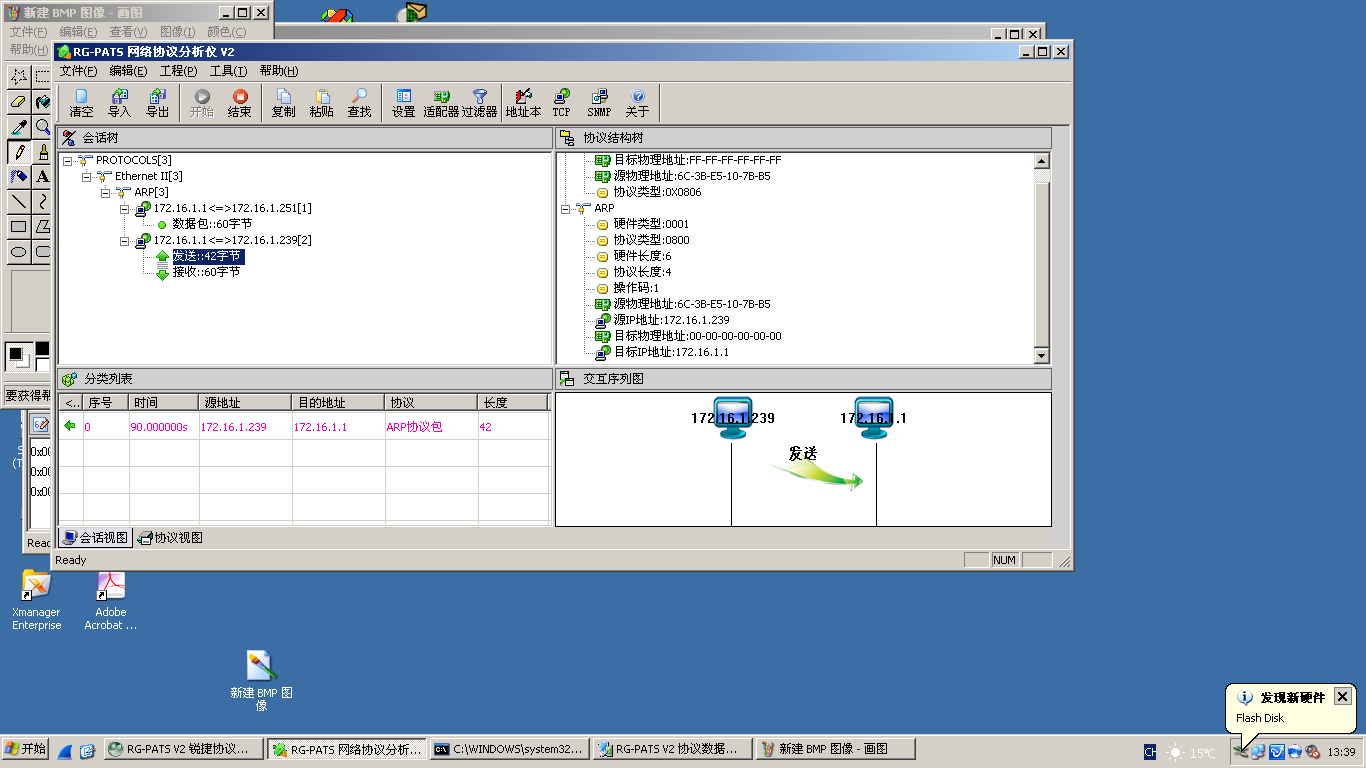 新建 BMP 图像 - 画图
文件(F) 编辑(E) 查看(V) 图像(I) 颜色(C)
帮助(H)
RG-PATS 网络协议分析仪 V2
文件(F) 编辑(E) 工程(P) 工具(T) 帮助(H)
清空 导入 导出 开始 结束 复制 粘贴 查找 设置 适配器 过滤器 地址本 TCP SNMP 关于
会话树
PROTOCOLS[3]
Ethernet II[3]
ARP[3]
172.16.1.1<=>172.16.1.251[1]
数据包::60字节
172.16.1.1<=>172.16.1.239[2]
发送::42字节
接收::60字节
协议结构树
目标物理地址:FF-FF-FF-FF-FF-FF
源物理地址:6C-3B-E5-10-7B-B5
协议类型:0X0806
ARP
硬件类型:0001
协议类型:0800
硬件长度:6
协议长度:4
操作码:1
源物理地址:6C-3B-E5-10-7B-B5
源IP地址:172.16.1.239
目标物理地址:00-00-00-00-00-00
目标IP地址:172.16.1.1
分类列表
<.. 序号 时间 源地址 目的地址 协议 长度
0 90.000000s 172.16.1.239 172.16.1.1 ARP协议包 42
交互序列图
172.16.1.239 172.16.1.1
发送
会话视图 协议视图
Ready
NUM
要获得帮
0x00
0x00
0x00
Read
Xmanager
Enterprise
Adobe
Acrobat ...
新建 BMP 图
像
发现新硬件
Flash Disk
开始
RG-PATS V2 锐捷协议...
RG-PATS 网络协议分析...
C:\WINDOWS\system32...
RG-PATS V2 协议数据...
新建 BMP 图像 - 画图
CH
15℃
13:39